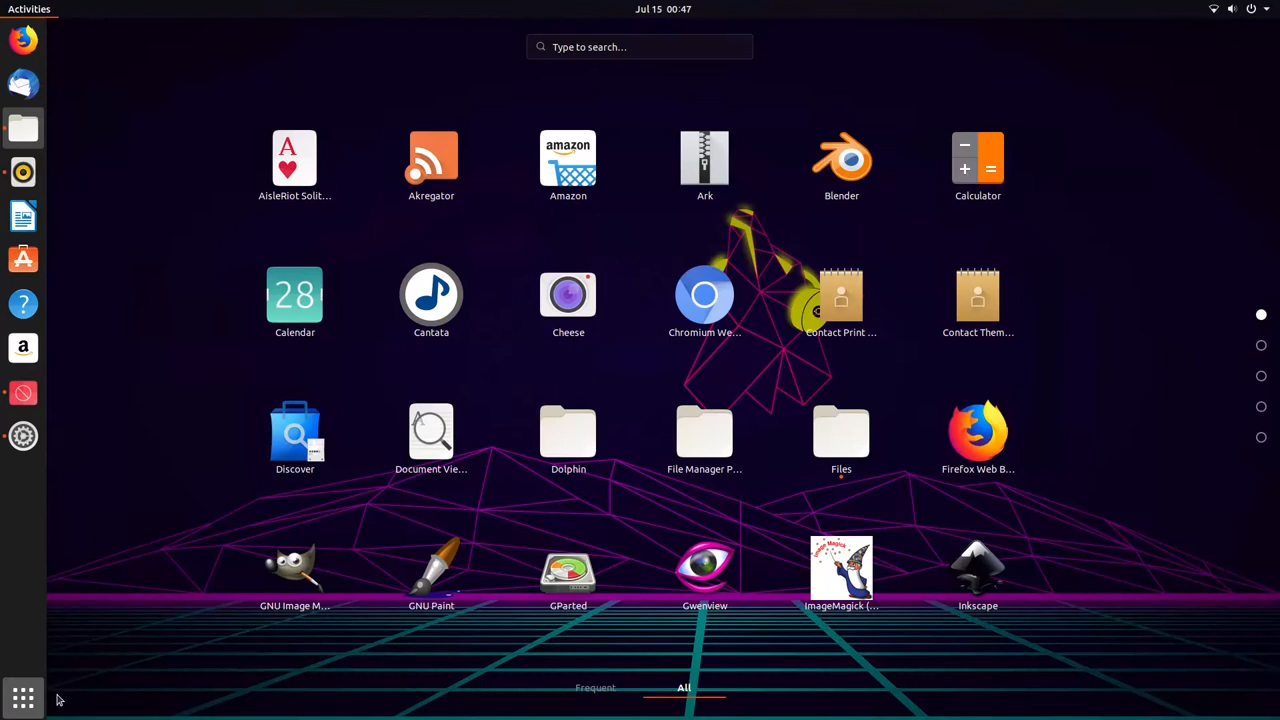 Activities
Jul 15 00:47
Type to search...
A
amazon
AisleRiot Solit...
Akregator
Amazon
Ark
Blender
Calculator
28
Calendar
Cantata
Cheese
Chromium We...
Contact Print ...
Contact Them...
Discover
Document Vie...
Dolphin
File Manager P...
Files
Firefox Web B...
Image Magick
GNU Image M...
GNU Paint
GParted
Gwenview
ImageMagick (...
Inkscape
Frequent
All